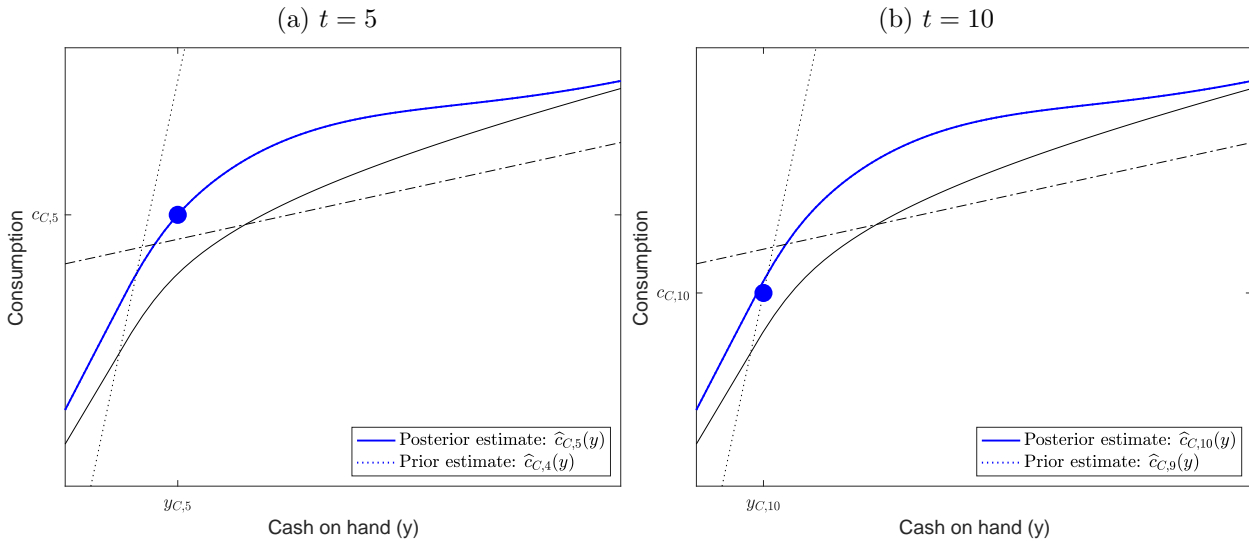 (a) t = 5
Consumption
c_{C,5}
y_{C,5}
Cash on hand (y)
Posterior estimate: ĉ_{C,5}(y)
Prior estimate: ĉ_{C,4}(y)
(b) t = 10
Consumption
c_{C,10}
y_{C,10}
Cash on hand (y)
Posterior estimate: ĉ_{C,10}(y)
Prior estimate: ĉ_{C,9}(y)